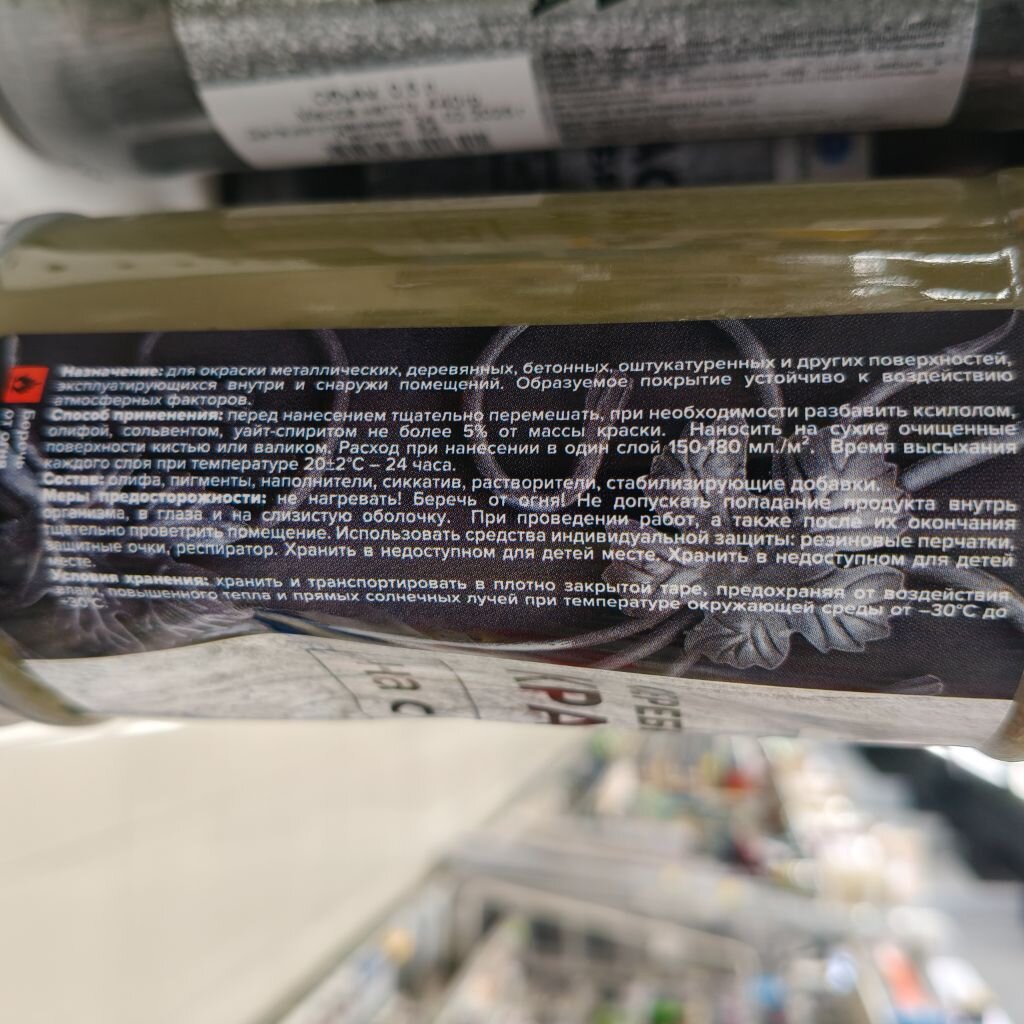 Назначение: для окраски металлических, деревянных, бетонных, оштукатуренных и других поверхностей,
эксплуатирующихся внутри и снаружи помещений. Образуемое покрытие устойчиво к воздействию
атмосферных факторов.
Способ применения: перед нанесением тщательно перемешать, при необходимости разбавить ксилолом,
олифой, сольвентом, уайт-спиритом не более 5% от массы краски. Наносить на сухие очищенные
поверхности кистью или валиком. Расход при нанесении в один слой 150-180 мл./м². Время высыхания
каждого слоя при температуре 20±2°С – 24 часа.
Состав: олифа, пигменты, наполнители, сиккатив, растворители, стабилизирующие добавки.
Меры предосторожности: не нагревать! Беречь от огня! Не допускать попадание продукта внутрь
организма, в глаза и на слизистую оболочку. При проведении работ, а также после их окончания
тщательно проветрить помещение. Использовать средства индивидуальной защиты: резиновые перчатки,
защитные очки, респиратор. Хранить в недоступном для детей месте. Хранить в недоступном для детей
месте.
Условия хранения: хранить и транспортировать в плотно закрытой таре, предохраняя от воздействия
влаги, повышенного тепла и прямых солнечных лучей при температуре окружающей среды от –30°С до
+30°С
На с
КРА